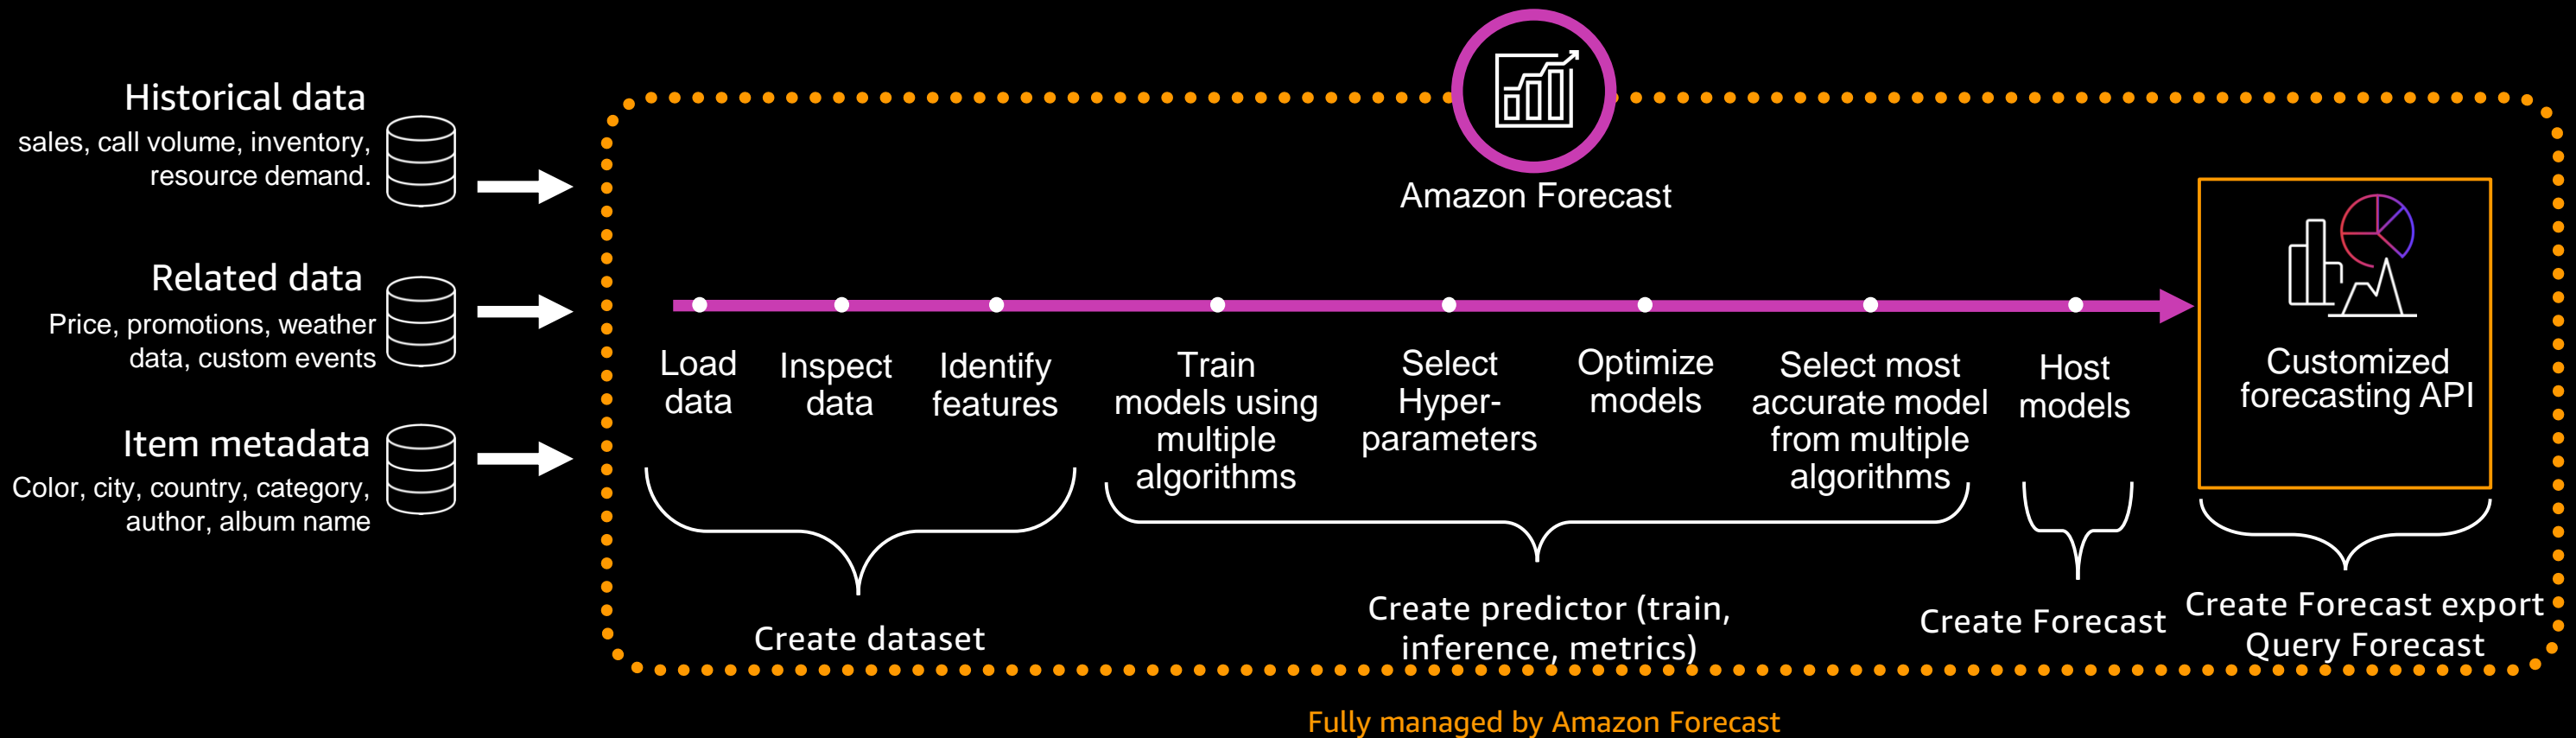 Historical data
sales, call volume, inventory,
resource demand.
Related data
Price, promotions, weather
data, custom events
Item metadata
Color, city, country, category,
author, album name
Amazon Forecast
Load
data
Inspect
data
Identify
features
Train
models using
multiple
algorithms
Select
Hyper-
parameters
Optimize
models
Select most
accurate model
from multiple
algorithms
Host
models
Customized
forecasting API
Create dataset
Create predictor (train,
inference, metrics)
Create Forecast
Create Forecast export
Query Forecast
Fully managed by Amazon Forecast